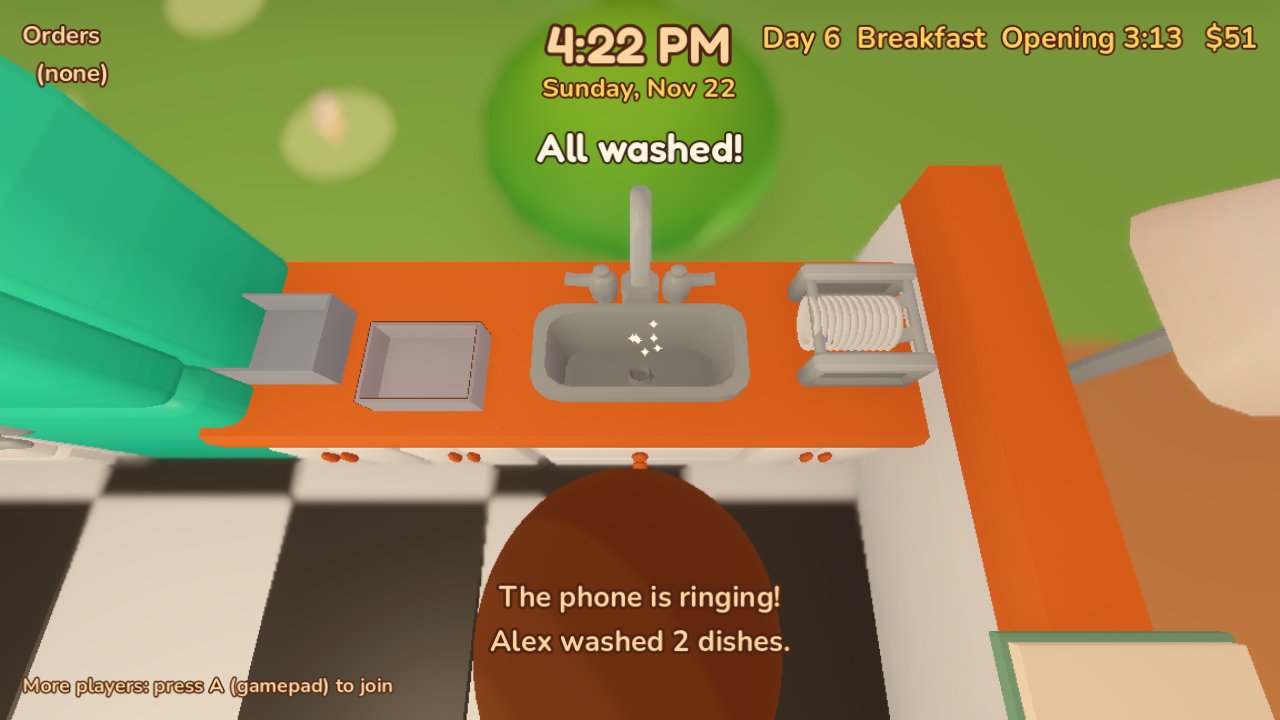 Orders
(none)
4:22 PM
Sunday, Nov 22
Day 6 Breakfast Opening 3:13 $51
All washed!
The phone is ringing!
Alex washed 2 dishes.
More players: press A (gamepad) to join